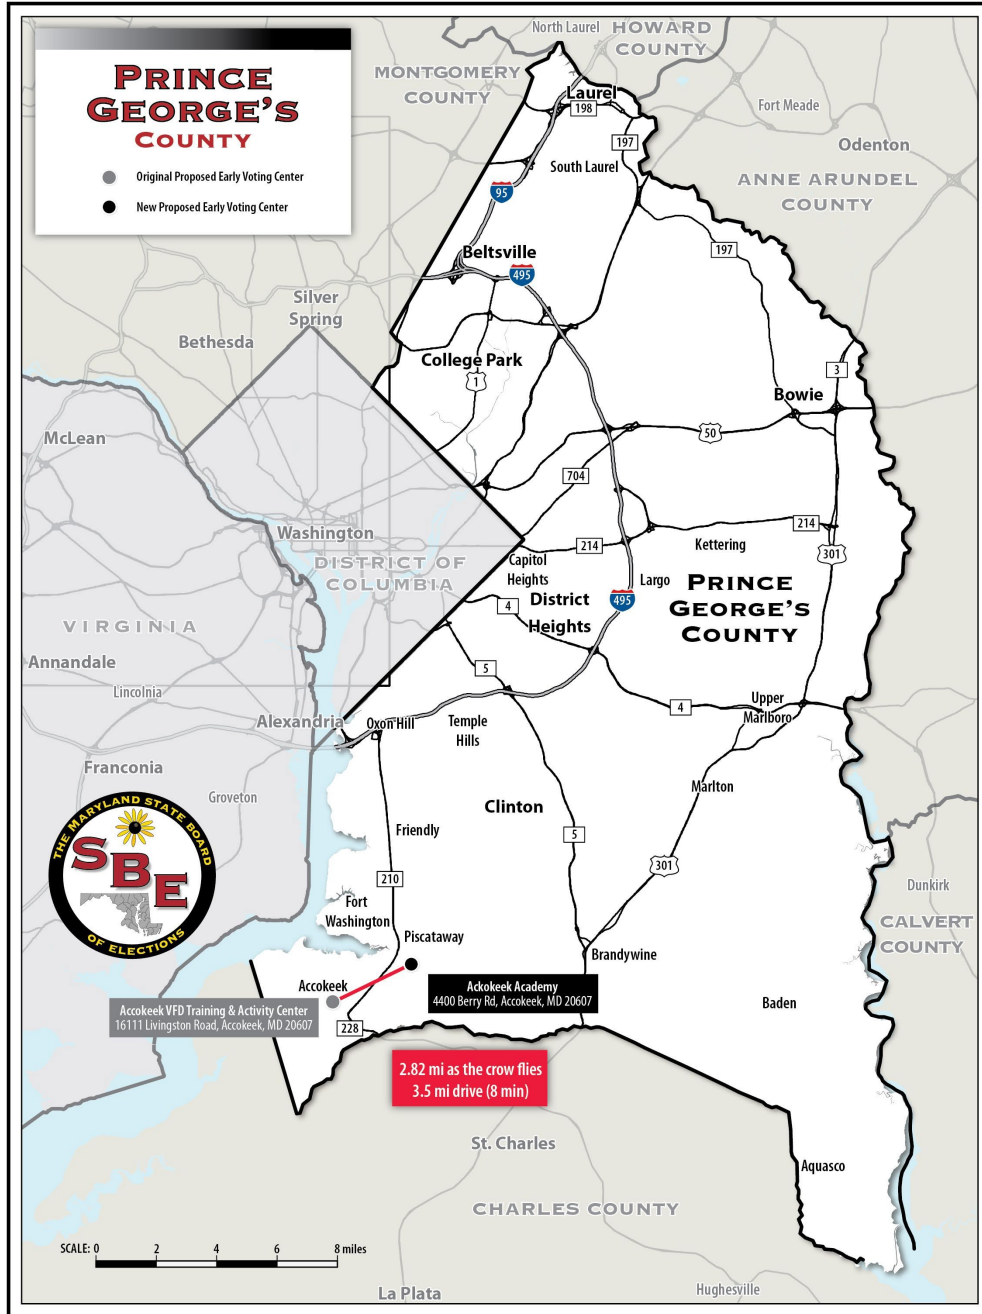 PRINCE
GEORGE'S
COUNTY
Original Proposed Early Voting Center
New Proposed Early Voting Center
North Laurel
HOWARD
COUNTY
MONTGOMERY
COUNTY
Laurel
198
Fort Meade
197
Odenton
South Laurel
ANNE ARUNDEL
COUNTY
95
197
Beltsville
495
Silver
Spring
Bethesda
College Park
1
3
Bowie
McLean
50
704
Washington
214
214
Kettering
301
DISTRICT OF
COLUMBIA
Capitol
Heights
Largo
PRINCE
GEORGE'S
COUNTY
District
Heights
495
4
VIRGINIA
Annandale
5
Lincolnia
4
Upper
Marlboro
Alexandria
Oxon Hill
Temple
Hills
Franconia
Marlton
Groveton
Clinton
Friendly
5
301
THE MARYLAND STATE BOARD
SBE
OF ELECTIONS
210
Dunkirk
Fort
Washington
CALVERT
COUNTY
Piscataway
Brandywine
Accokeek
Ackokeek Academy
4400 Berry Rd, Accokeek, MD 20607
Baden
Accokeek VFD Training & Activity Center
16111 Livingston Road, Accokeek, MD 20607
228
2.82 mi as the crow flies
3.5 mi drive (8 min)
St. Charles
Aquasco
CHARLES COUNTY
SCALE: 0 2 4 6 8 miles
La Plata
Hughesville